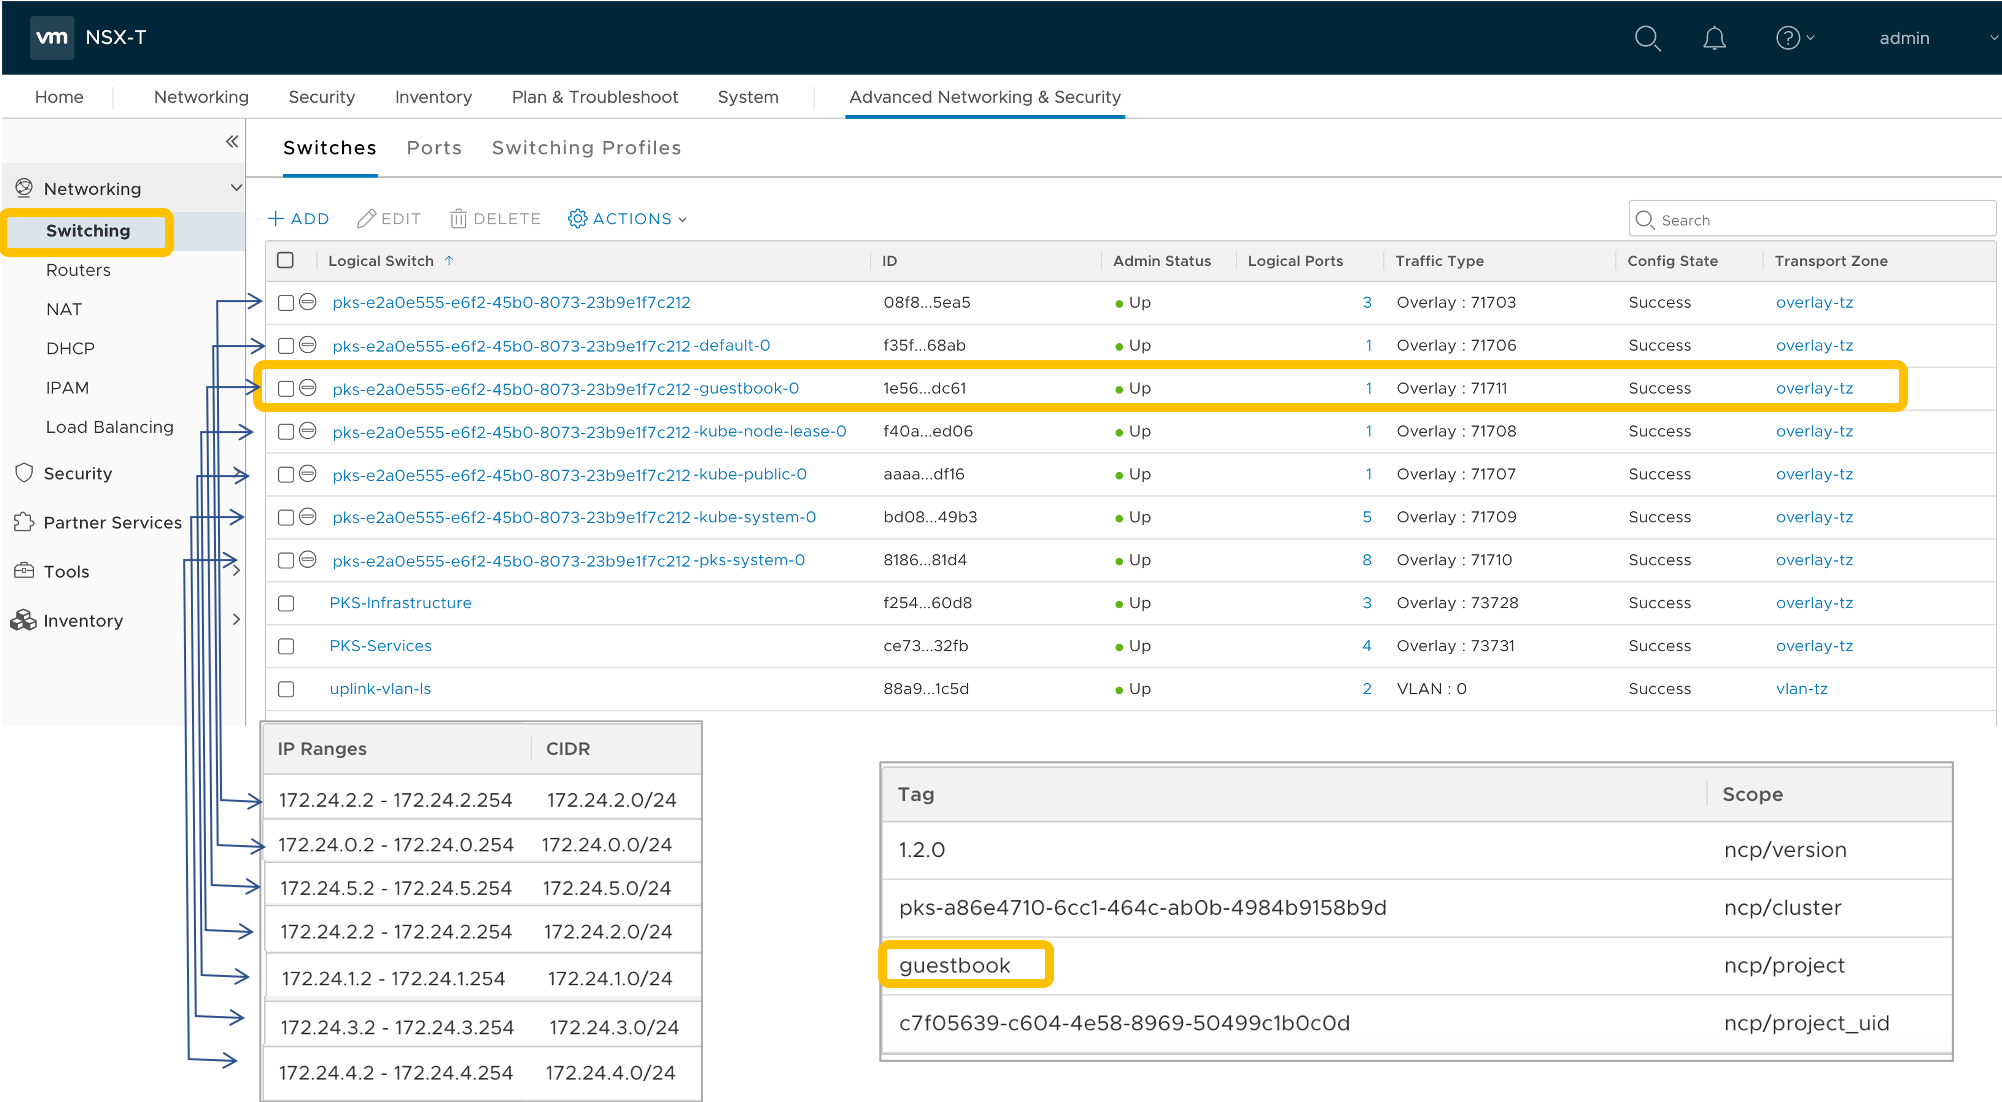 vm NSX-T admin
Home Networking Security Inventory Plan & Troubleshoot System Advanced Networking & Security
Switches Ports Switching Profiles
Networking
Switching
Routers
NAT
DHCP
IPAM
Load Balancing
Security
Partner Services
Tools
Inventory
+ ADD EDIT DELETE ACTIONS Search
Logical Switch ↑ ID Admin Status Logical Ports Traffic Type Config State Transport Zone
pks-e2a0e555-e6f2-45b0-8073-23b9e1f7c212 08f8...5ea5 Up 3 Overlay : 71703 Success overlay-tz
pks-e2a0e555-e6f2-45b0-8073-23b9e1f7c212-default-0 f35f...68ab Up 1 Overlay : 71706 Success overlay-tz
pks-e2a0e555-e6f2-45b0-8073-23b9e1f7c212-guestbook-0 1e56...dc61 Up 1 Overlay : 71711 Success overlay-tz
pks-e2a0e555-e6f2-45b0-8073-23b9e1f7c212-kube-node-lease-0 f40a...ed06 Up 1 Overlay : 71708 Success overlay-tz
pks-e2a0e555-e6f2-45b0-8073-23b9e1f7c212-kube-public-0 aaaa...df16 Up 1 Overlay : 71707 Success overlay-tz
pks-e2a0e555-e6f2-45b0-8073-23b9e1f7c212-kube-system-0 bd08...49b3 Up 5 Overlay : 71709 Success overlay-tz
pks-e2a0e555-e6f2-45b0-8073-23b9e1f7c212-pks-system-0 8186...81d4 Up 8 Overlay : 71710 Success overlay-tz
PKS-Infrastructure f254...60d8 Up 3 Overlay : 73728 Success overlay-tz
PKS-Services ce73...32fb Up 4 Overlay : 73731 Success overlay-tz
uplink-vlan-ls 88a9...1c5d Up 2 VLAN : 0 Success vlan-tz
IP Ranges CIDR
172.24.2.2 - 172.24.2.254 172.24.2.0/24
172.24.0.2 - 172.24.0.254 172.24.0.0/24
172.24.5.2 - 172.24.5.254 172.24.5.0/24
172.24.2.2 - 172.24.2.254 172.24.2.0/24
172.24.1.2 - 172.24.1.254 172.24.1.0/24
172.24.3.2 - 172.24.3.254 172.24.3.0/24
172.24.4.2 - 172.24.4.254 172.24.4.0/24
Tag Scope
1.2.0 ncp/version
pks-a86e4710-6cc1-464c-ab0b-4984b9158b9d ncp/cluster
guestbook ncp/project
c7f05639-c604-4e58-8969-50499c1b0c0d ncp/project_uid